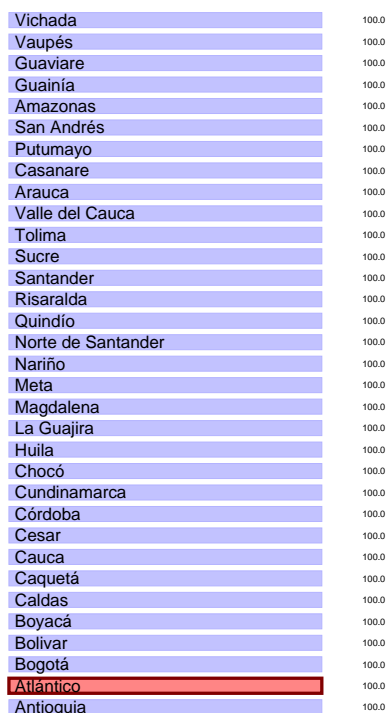 Vichada 100.0
Vaupés 100.0
Guaviare 100.0
Guainía 100.0
Amazonas 100.0
San Andrés 100.0
Putumayo 100.0
Casanare 100.0
Arauca 100.0
Valle del Cauca 100.0
Tolima 100.0
Sucre 100.0
Santander 100.0
Risaralda 100.0
Quindío 100.0
Norte de Santander 100.0
Nariño 100.0
Meta 100.0
Magdalena 100.0
La Guajira 100.0
Huila 100.0
Chocó 100.0
Cundinamarca 100.0
Córdoba 100.0
Cesar 100.0
Cauca 100.0
Caquetá 100.0
Caldas 100.0
Boyacá 100.0
Bolivar 100.0
Bogotá 100.0
Atlántico 100.0
Antioquia 100.0